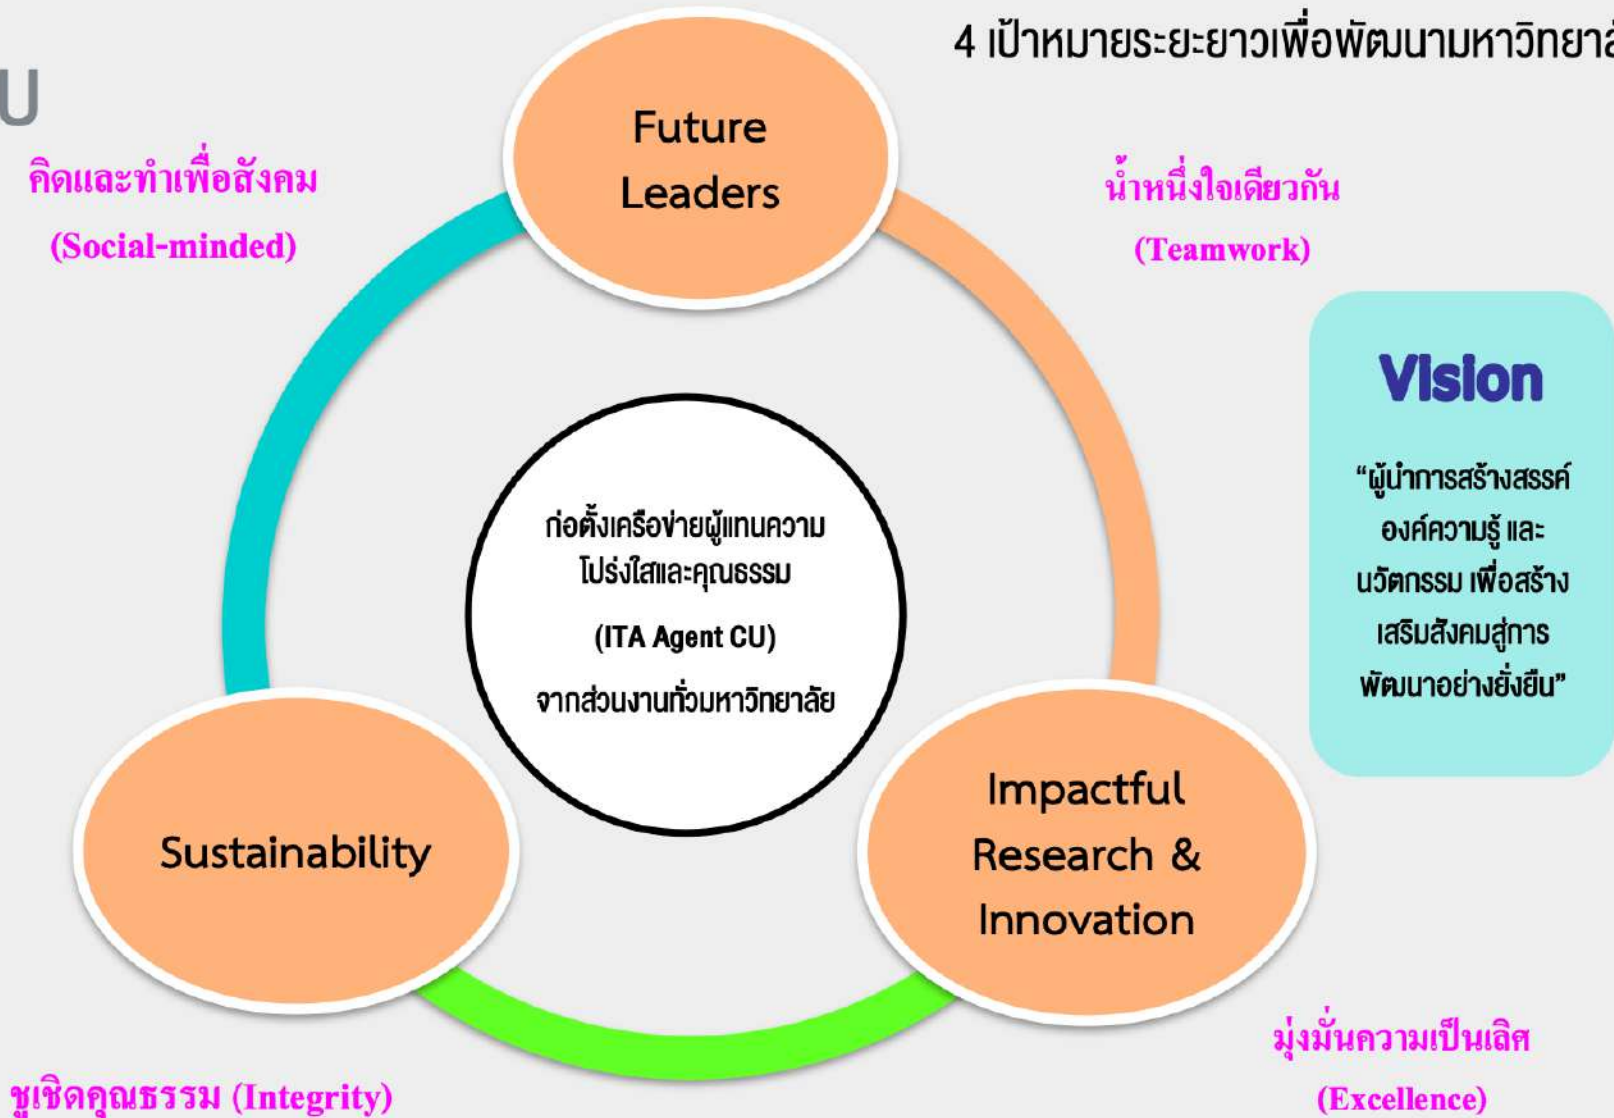 4 เป้าหมายระยะยาวเพื่อพัฒนามหาวิทยาลั
U
คิดและทำเพื่อสังคม
(Social-minded)
Future
Leaders
น้ำหนึ่งใจเดียวกัน
(Teamwork)
Vision
“ผู้นำการสร้างสรรค์
องค์ความรู้ และ
นวัตกรรม เพื่อสร้าง
เสริมสังคมสู่การ
พัฒนาอย่างยั่งยืน”
ก่อตั้งเครือข่ายผู้แทนความ
โปร่งใสและคุณธรรม
(ITA Agent CU)
จากส่วนงานทั่วมหาวิทยาลัย
Sustainability
Impactful
Research &
Innovation
ชูเชิดคุณธรรม (Integrity)
มุ่งมั่นความเป็นเลิศ
(Excellence)